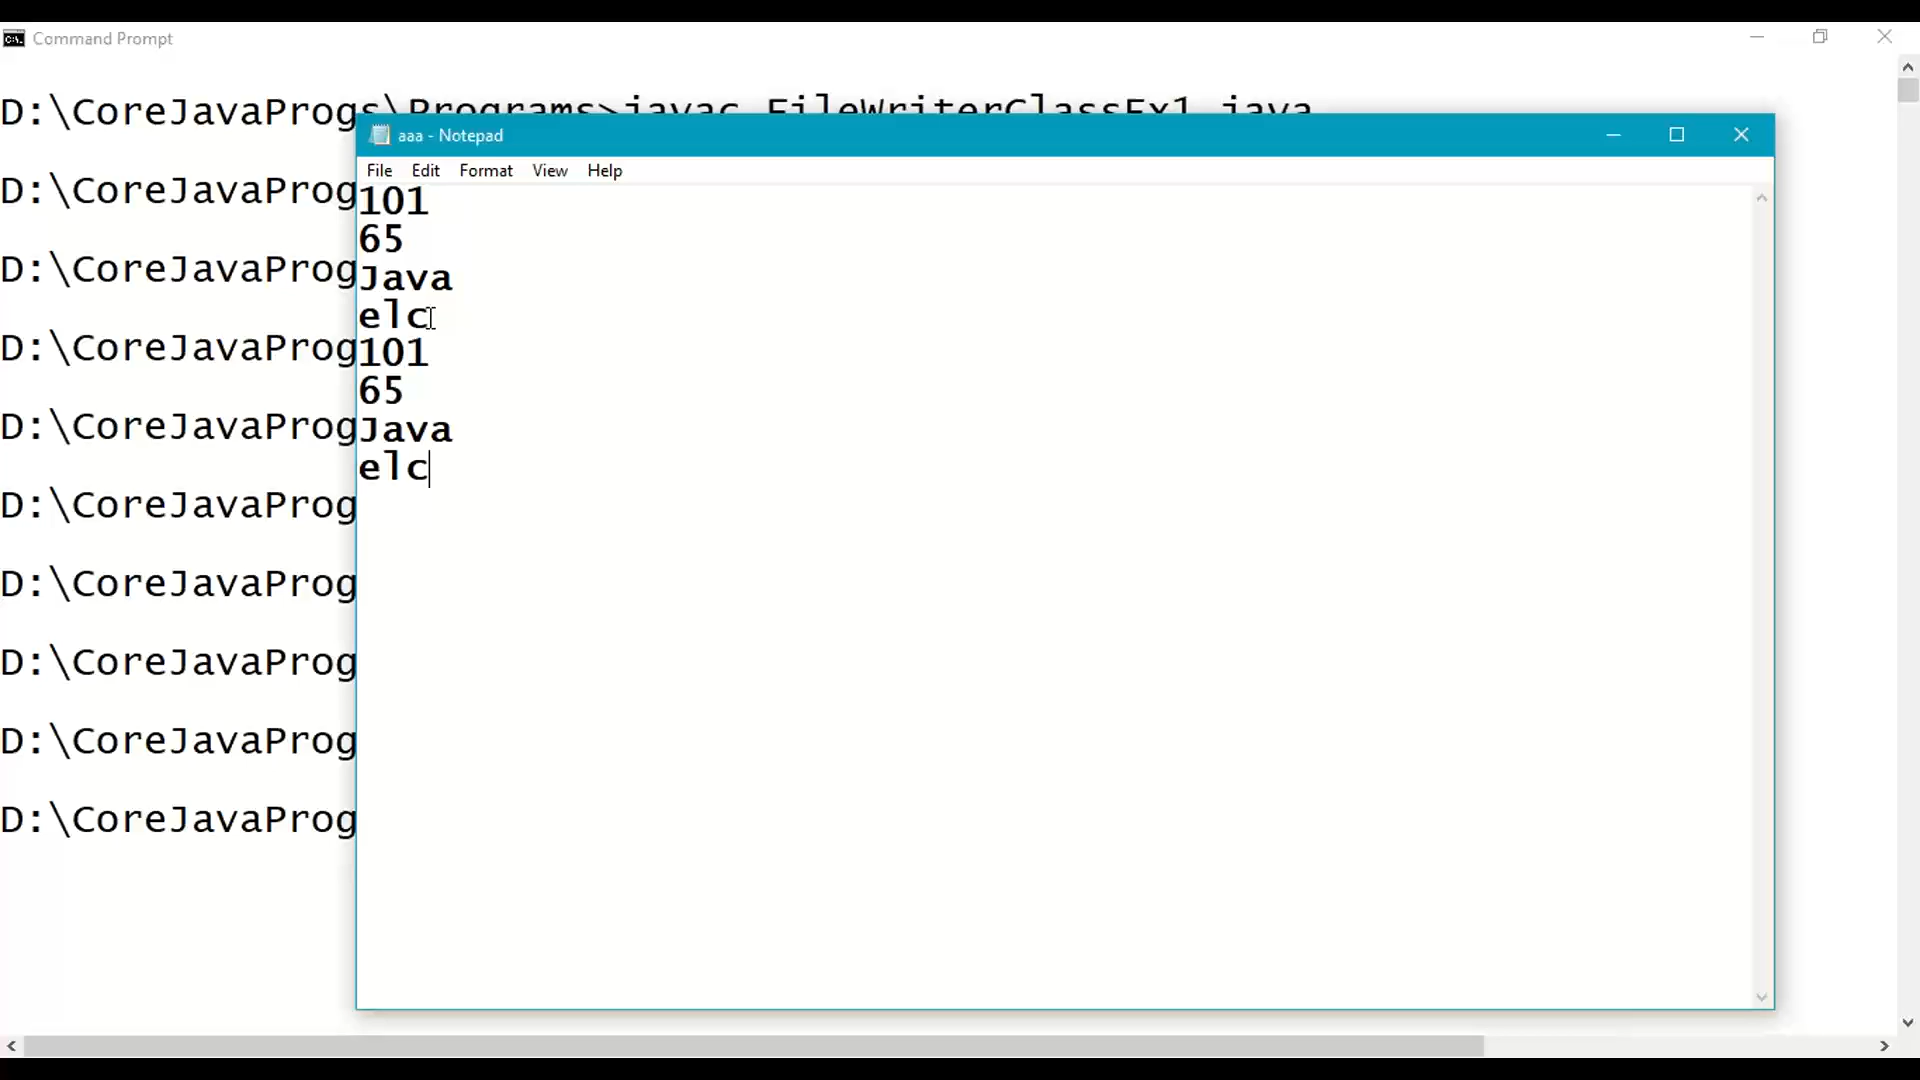 Command Prompt
D:\CoreJavaProgs\Programs>javac FileWriterClassEx1.java
aaa - Notepad
File Edit Format View Help
D:\CoreJavaProg
101
65
D:\CoreJavaProg
Java
elc
D:\CoreJavaProg
101
65
D:\CoreJavaProg
Java
elc
D:\CoreJavaProg
D:\CoreJavaProg
D:\CoreJavaProg
D:\CoreJavaProg
D:\CoreJavaProg